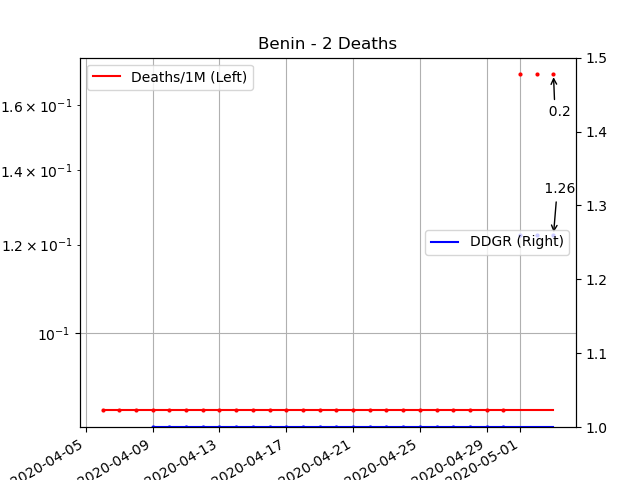 Benin - 2 Deaths
Deaths/1M (Left)
1.6 × 10⁻¹
1.4 × 10⁻¹
1.2 × 10⁻¹
10⁻¹
1.5
1.4
1.3
1.2
1.1
1.0
0.2
1.26
DDGR (Right)
2020-04-05
2020-04-09
2020-04-13
2020-04-17
2020-04-21
2020-04-25
2020-04-29
2020-05-01